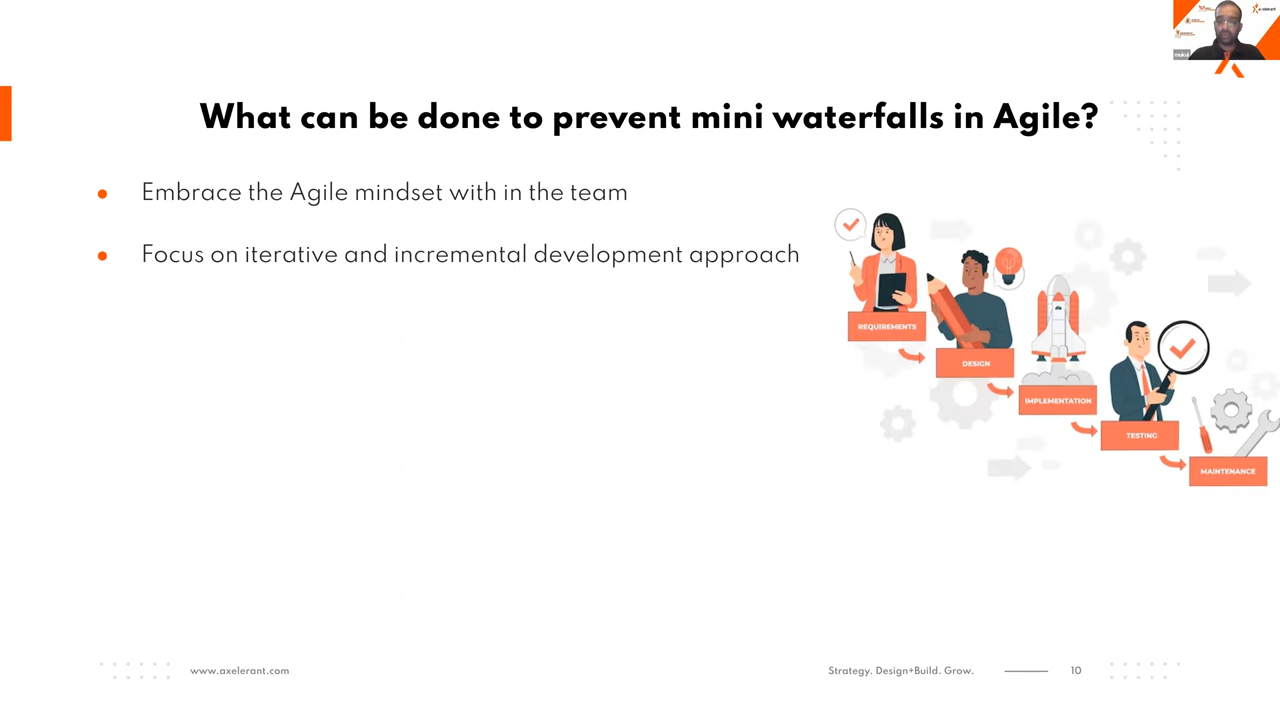 mukul
What can be done to prevent mini waterfalls in Agile?
Embrace the Agile mindset with in the team
Focus on iterative and incremental development approach
REQUIREMENTS
DESIGN
IMPLEMENTATION
TESTING
MAINTENANCE
www.axelerant.com
Strategy. Design+Build. Grow.
10